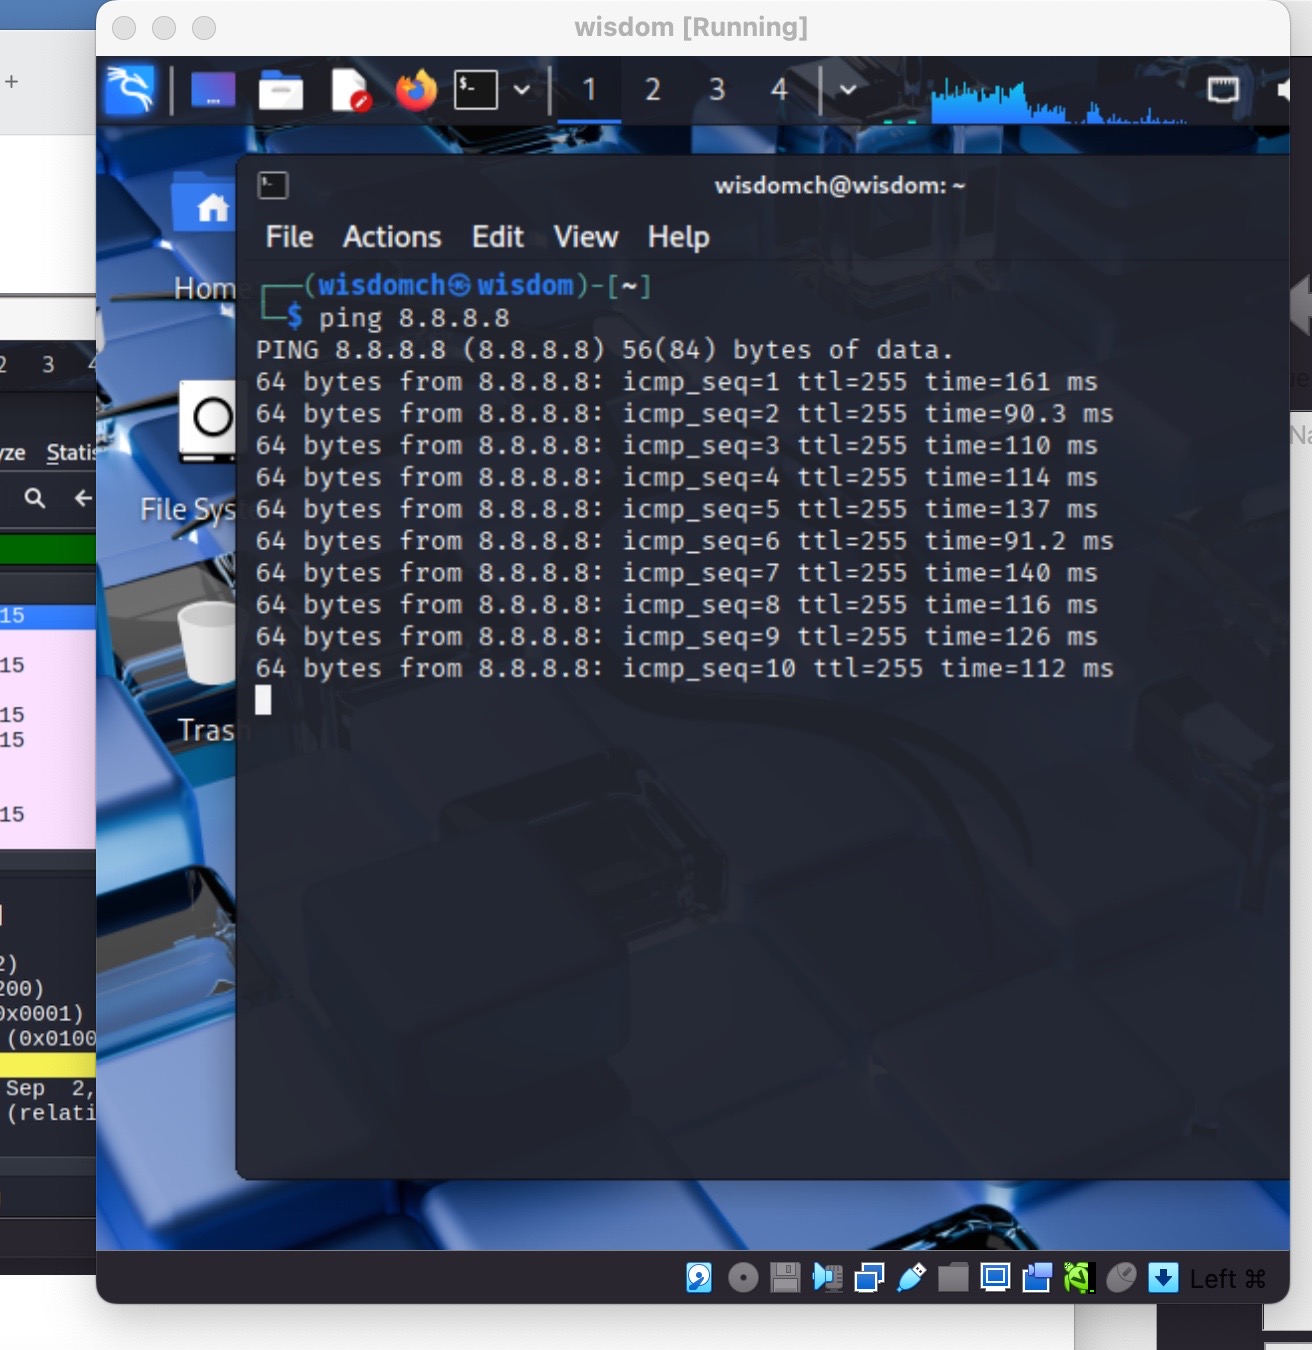 wisdom [Running]
+
1 2 3 4
wisdomch@wisdom: ~
File Actions Edit View Help
Home
┌──(wisdomch㉿wisdom)-[~]
└─$ ping 8.8.8.8
PING 8.8.8.8 (8.8.8.8) 56(84) bytes of data.
64 bytes from 8.8.8.8: icmp_seq=1 ttl=255 time=161 ms
64 bytes from 8.8.8.8: icmp_seq=2 ttl=255 time=90.3 ms
64 bytes from 8.8.8.8: icmp_seq=3 ttl=255 time=110 ms
64 bytes from 8.8.8.8: icmp_seq=4 ttl=255 time=114 ms
64 bytes from 8.8.8.8: icmp_seq=5 ttl=255 time=137 ms
64 bytes from 8.8.8.8: icmp_seq=6 ttl=255 time=91.2 ms
64 bytes from 8.8.8.8: icmp_seq=7 ttl=255 time=140 ms
64 bytes from 8.8.8.8: icmp_seq=8 ttl=255 time=116 ms
64 bytes from 8.8.8.8: icmp_seq=9 ttl=255 time=126 ms
64 bytes from 8.8.8.8: icmp_seq=10 ttl=255 time=112 ms
File Sys
Trash
2 3 4
yze Statis
15
15
15
15
15
2)
200)
0x0001)
(0x0100
Sep 2,
(relati
Left ⌘